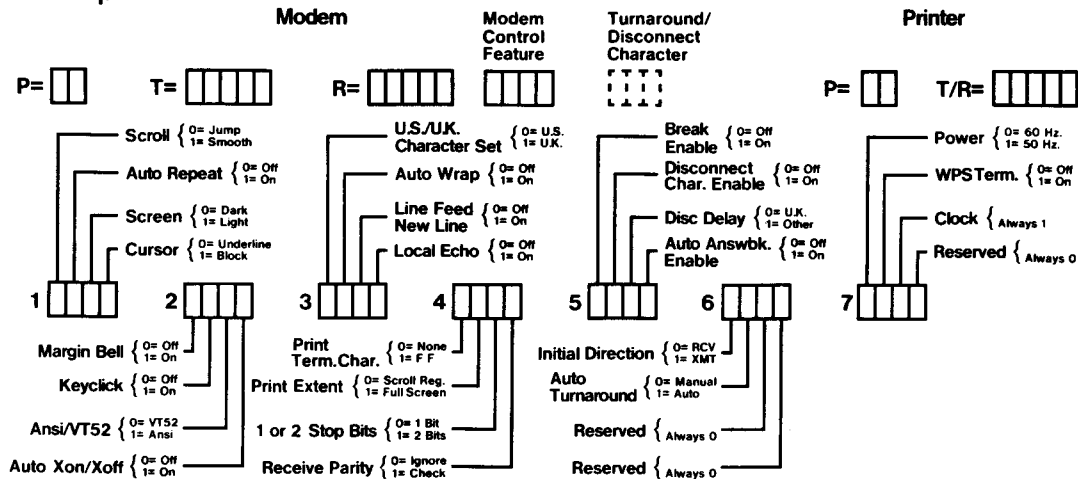 Modem
Modem Control Feature
Turnaround/ Disconnect Character
Printer
P=
T=
R=
P=
T/R=
Scroll { 0= Jump 1= Smooth
Auto Repeat { 0= Off 1= On
Screen { 0= Dark 1= Light
Cursor { 0= Underline 1= Block
U.S./U.K. Character Set { 0= U.S. 1= U.K.
Auto Wrap { 0= Off 1= On
Line Feed New Line { 0= Off 1= On
Local Echo { 0= Off 1= On
Break Enable { 0= Off 1= On
Disconnect Char. Enable { 0= Off 1= On
Disc Delay { 0= U.K. 1= Other
Auto Answbk. Enable { 0= Off 1= On
Power { 0= 60 Hz. 1= 50 Hz.
WPS Term. { 0= Off 1= On
Clock { Always 1
Reserved { Always 0
1
2
3
4
5
6
7
Margin Bell { 0= Off 1= On
Keyclick { 0= Off 1= On
Ansi/VT52 { 0= VT52 1= Ansi
Auto Xon/Xoff { 0= Off 1= On
Print Term.Char. { 0= None 1= F F
Print Extent { 0= Scroll Reg. 1= Full Screen
1 or 2 Stop Bits { 0= 1 Bit 1= 2 Bits
Receive Parity { 0= Ignore 1= Check
Initial Direction { 0= RCV 1= XMT
Auto Turnaround { 0= Manual 1= Auto
Reserved { Always 0
Reserved { Always 0